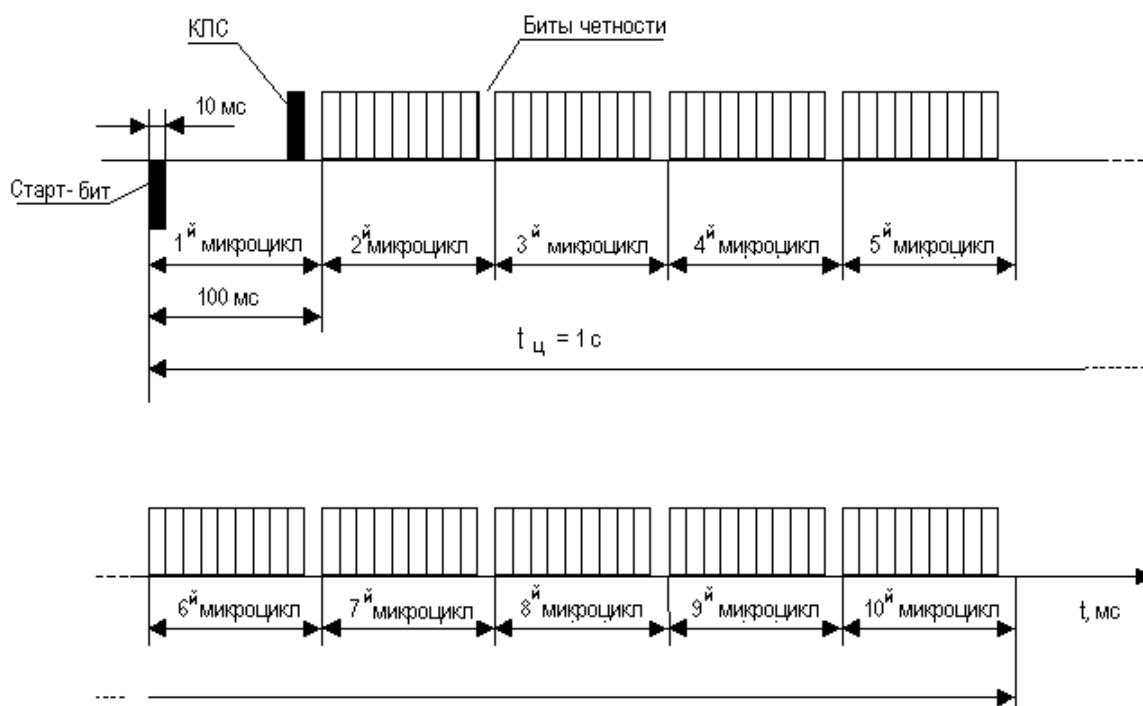 КПС
Биты четности
10 мс
Старт- бит
1й микроцикл
2й микроцикл
3й микроцикл
4й микроцикл
5й микроцикл
100 мс
t ц = 1 с
6й микроцикл
7й микроцикл
8й микроцикл
9й микроцикл
10й микроцикл
t, мс